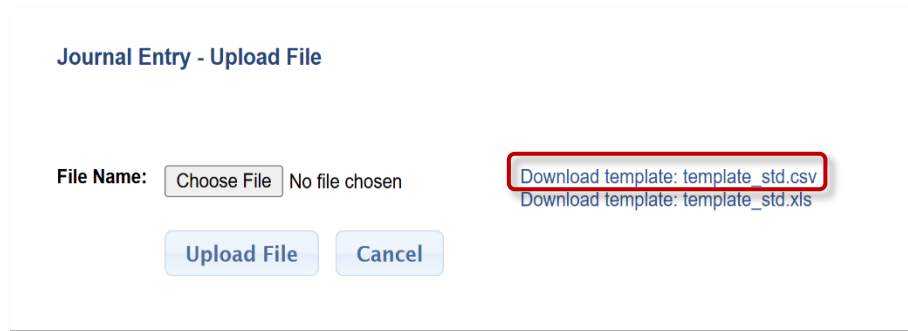 Journal Entry - Upload File
File Name: Choose File No file chosen
Download template: template_std.csv
Download template: template_std.xls
Upload File Cancel